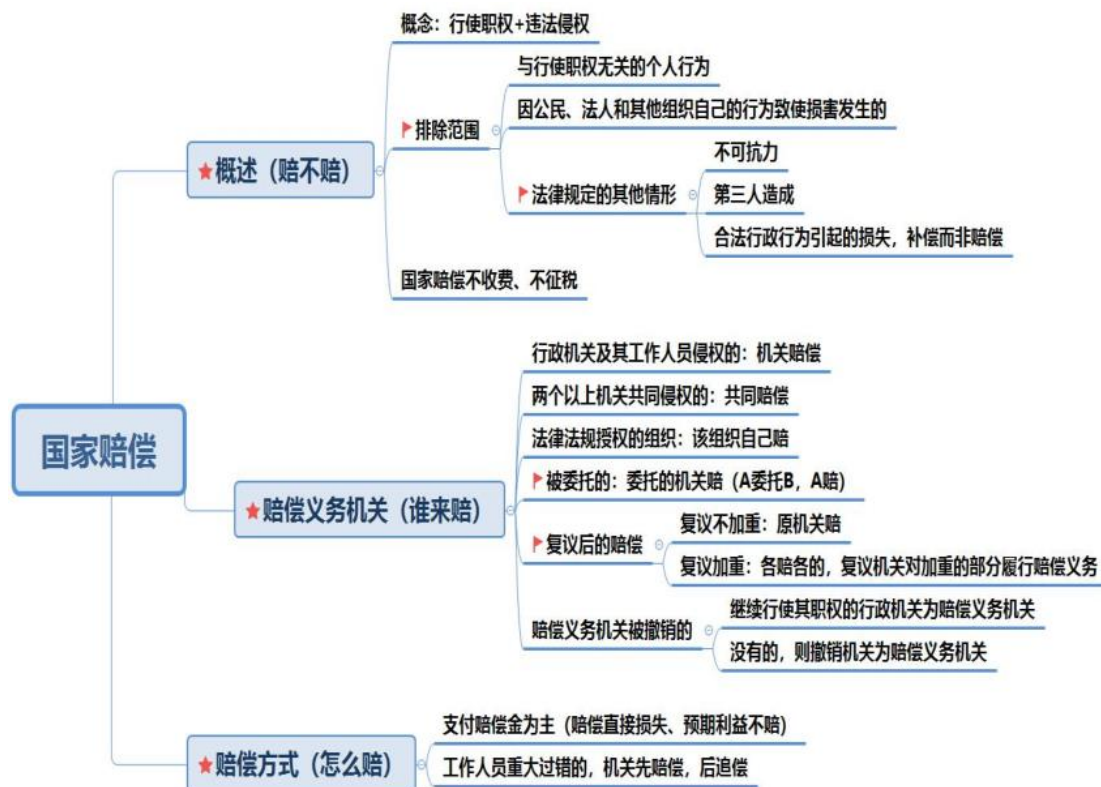 国家赔偿
概述（赔不赔）
概念：行使职权+违法侵权
排除范围
与行使职权无关的个人行为
因公民、法人和其他组织自己的行为致使损害发生的
法律规定的其他情形
不可抗力
第三人造成
合法行政行为引起的损失，补偿而非赔偿
国家赔偿不收费、不征税
赔偿义务机关（谁来赔）
行政机关及其工作人员侵权的：机关赔偿
两个以上机关共同侵权的：共同赔偿
法律法规授权的组织：该组织自己赔
被委托的：委托的机关赔（A委托B，A赔）
复议后的赔偿
复议不加重：原机关赔
复议加重：各赔各的，复议机关对加重的部分履行赔偿义务
赔偿义务机关被撤销的
继续行使其职权的行政机关为赔偿义务机关
没有的，则撤销机关为赔偿义务机关
赔偿方式（怎么赔）
支付赔偿金为主（赔偿直接损失、预期利益不赔）
工作人员重大过错的，机关先赔偿，后追偿